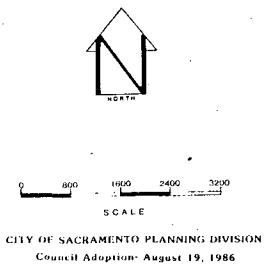 N
NORTH
0 800 1600 2400 3200
SCALE
CITY OF SACRAMENTO PLANNING DIVISION
Council Adoption- August 19, 1986